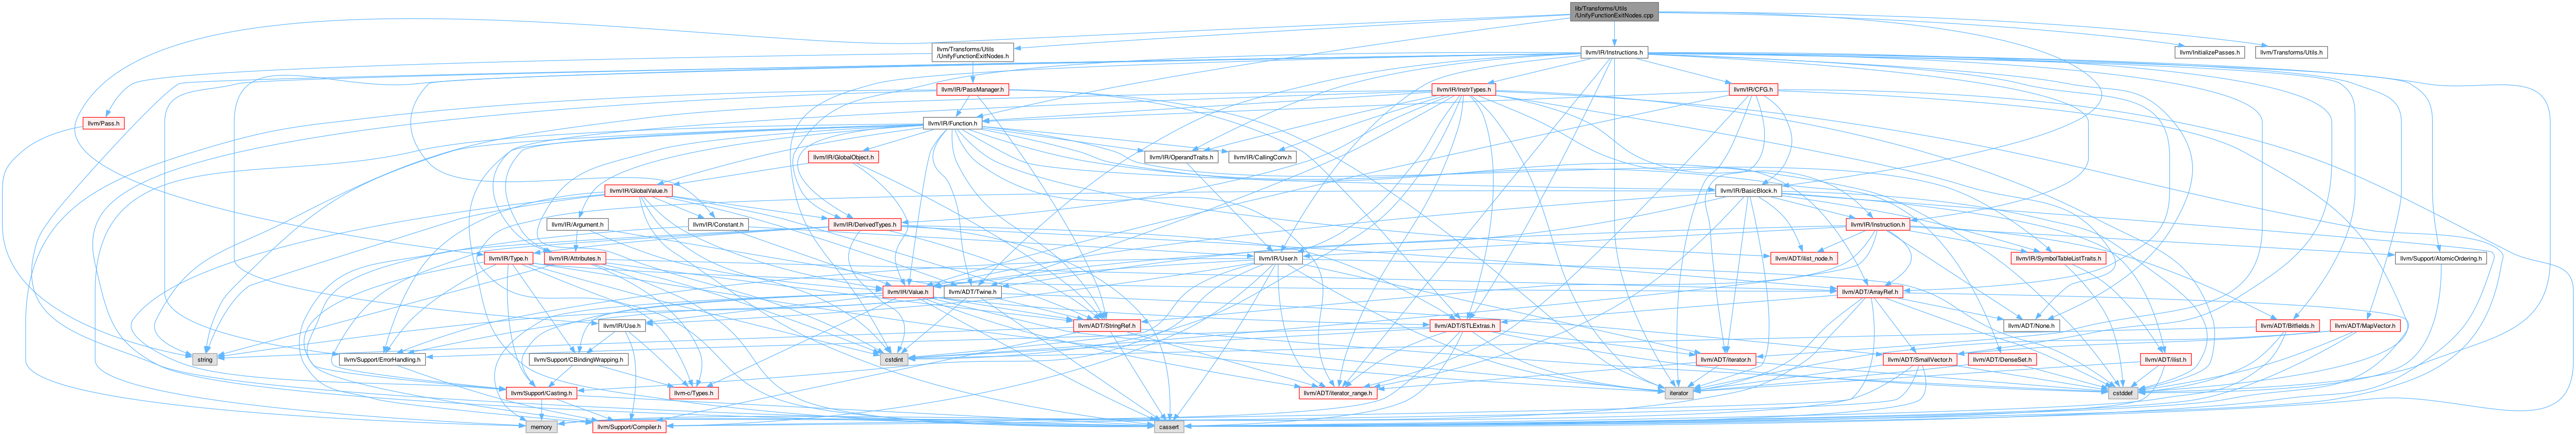 lib/Transforms/Utils
/UnifyFunctionExitNodes.cpp
llvm/Transforms/Utils
/UnifyFunctionExitNodes.h
llvm/IR/Instructions.h
llvm/InitializePasses.h
llvm/Transforms/Utils.h
llvm/IR/PassManager.h
llvm/IR/InstrTypes.h
llvm/IR/CFG.h
llvm/Pass.h
llvm/IR/Function.h
llvm/IR/GlobalObject.h
llvm/IR/OperandTraits.h
llvm/IR/CallingConv.h
llvm/IR/GlobalValue.h
llvm/IR/BasicBlock.h
llvm/IR/Argument.h
llvm/IR/Constant.h
llvm/IR/DerivedTypes.h
llvm/IR/Instruction.h
llvm/IR/Type.h
llvm/IR/Attributes.h
llvm/IR/User.h
llvm/ADT/ilist_node.h
llvm/IR/SymbolTableListTraits.h
llvm/Support/AtomicOrdering.h
llvm/IR/Value.h
llvm/ADT/Twine.h
llvm/ADT/ArrayRef.h
llvm/IR/Use.h
llvm/ADT/StringRef.h
llvm/ADT/STLExtras.h
llvm/ADT/None.h
llvm/ADT/Bitfields.h
llvm/ADT/MapVector.h
string
llvm/Support/ErrorHandling.h
llvm/Support/CBindingWrapping.h
cstdint
llvm/ADT/iterator.h
llvm/ADT/SmallVector.h
llvm/ADT/DenseSet.h
llvm/ADT/ilist.h
llvm/Support/Casting.h
llvm-c/Types.h
llvm/ADT/iterator_range.h
iterator
cstddef
memory
llvm/Support/Compiler.h
cassert